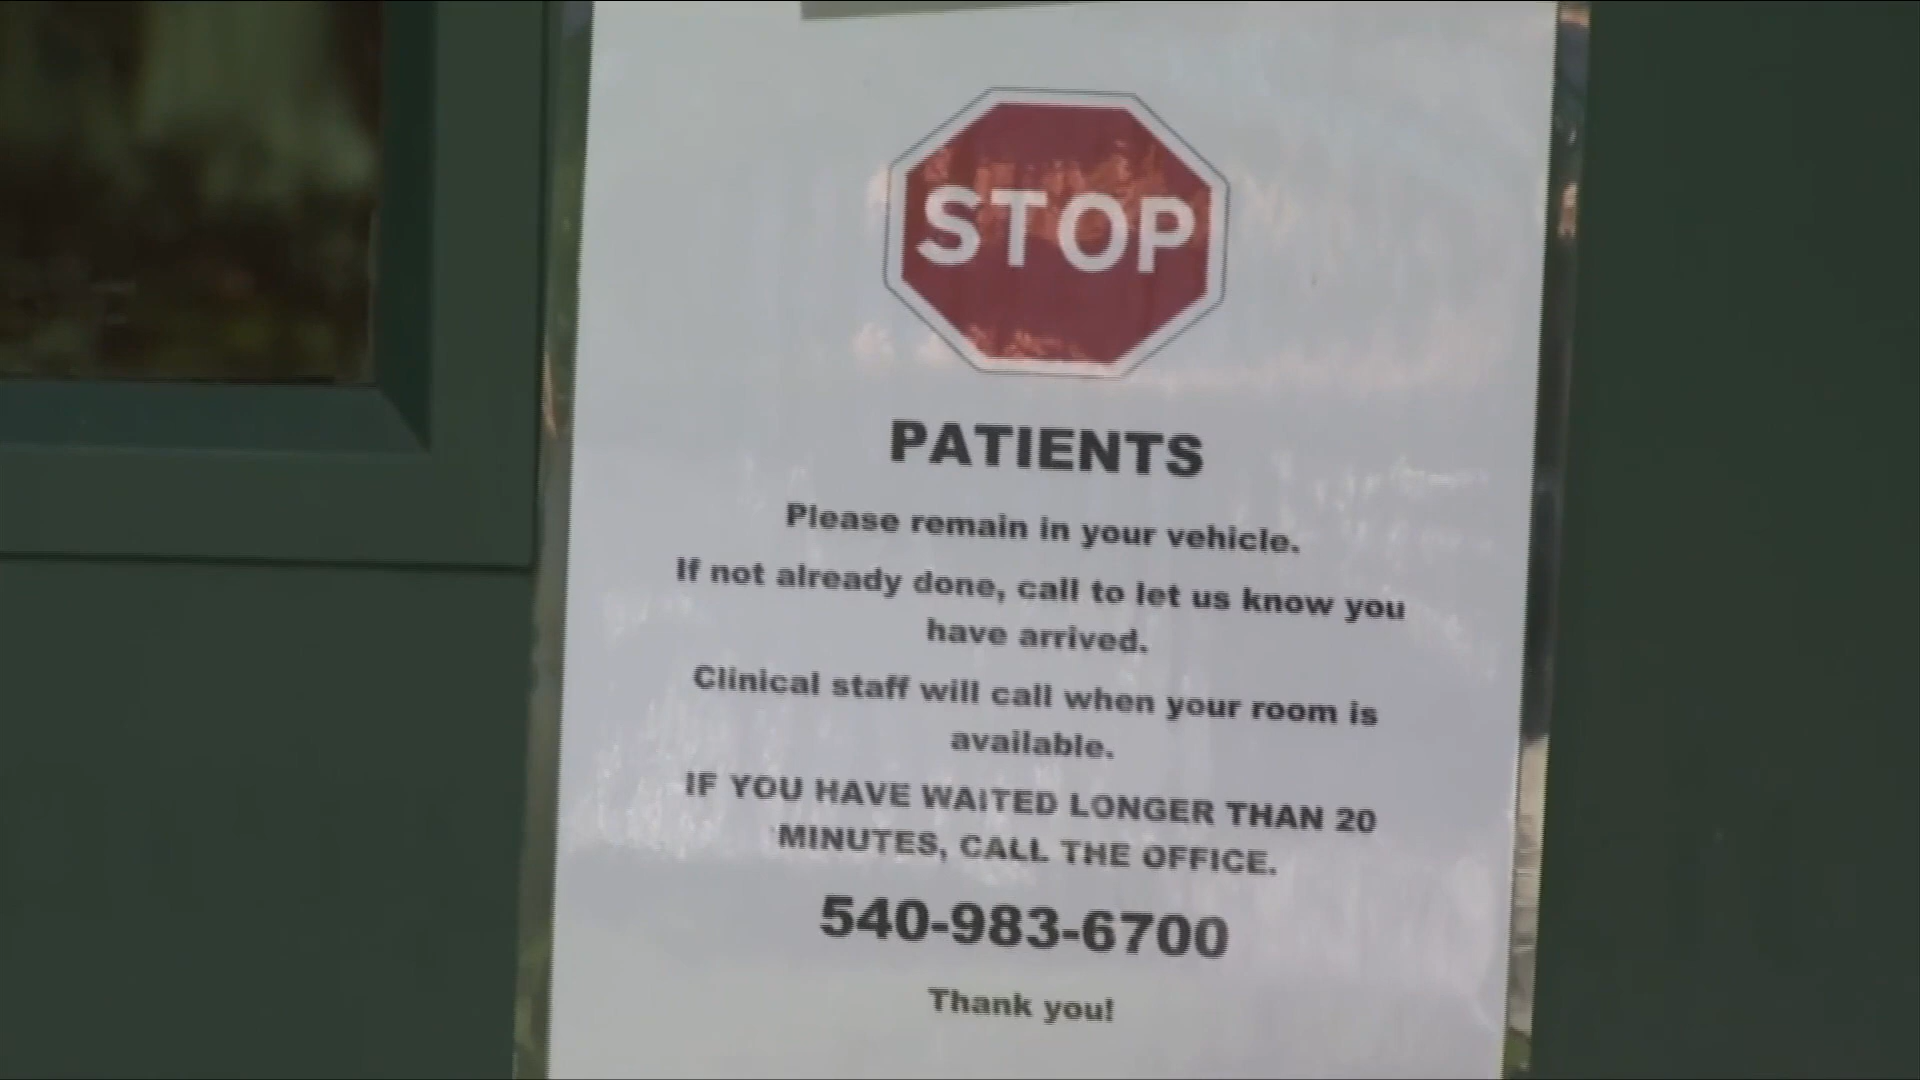 STOP
PATIENTS
Please remain in your vehicle.
If not already done, call to let us know you
have arrived.
Clinical staff will call when your room is
available.
IF YOU HAVE WAITED LONGER THAN 20
MINUTES, CALL THE OFFICE.
540-983-6700
Thank you!